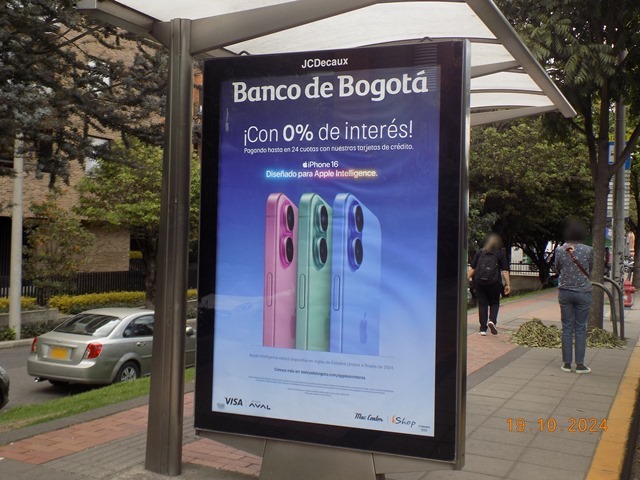 JCDecaux
Banco de Bogotá
¡Con 0% de interés!
Pagando hasta en 24 cuotas con nuestras tarjetas de crédito.
iPhone 16
Diseñado para Apple Intelligence.
VISA
AVAL
Mac Center
iShop
19.10.2024